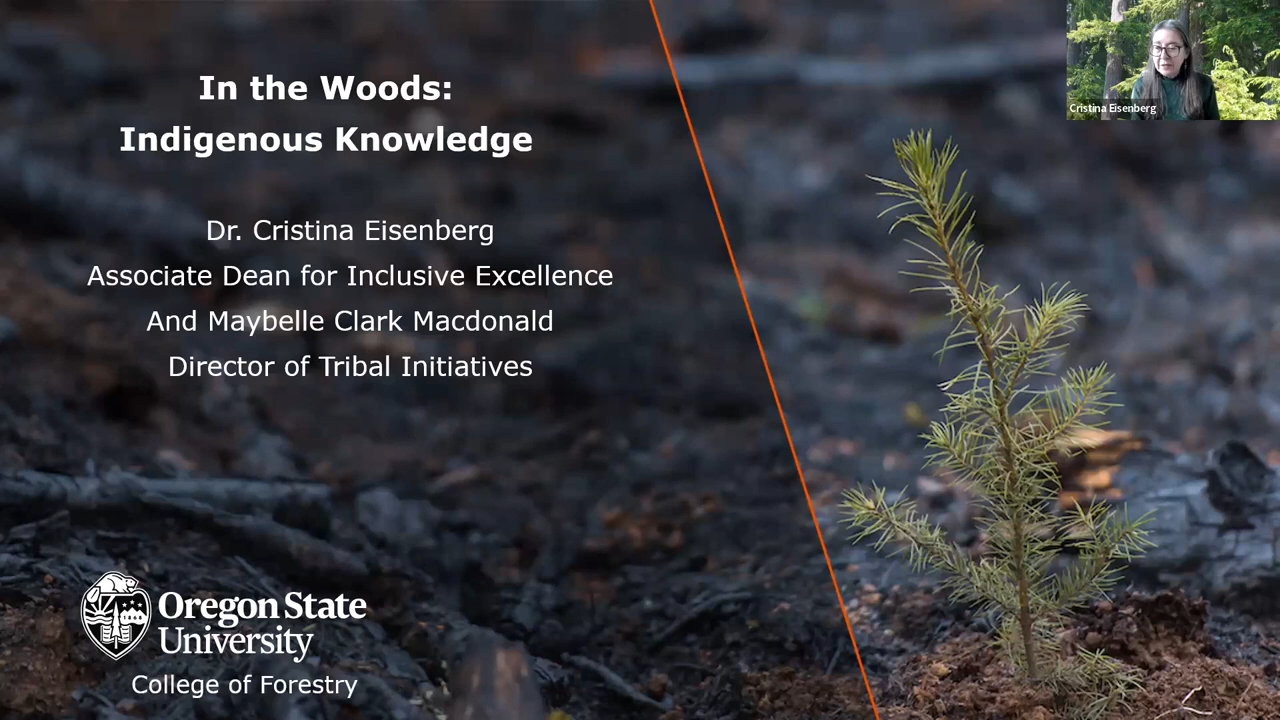 In the Woods:
Indigenous Knowledge
Dr. Cristina Eisenberg
Associate Dean for Inclusive Excellence
And Maybelle Clark Macdonald
Director of Tribal Initiatives
Oregon State
University
College of Forestry
Cristina Eisenberg